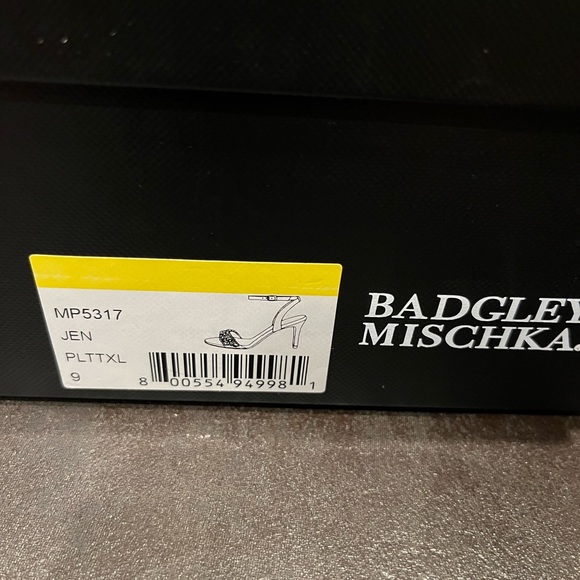 MP5317
JEN
PLTTXL
9
8 00554 94998 1
BADGLEY
MISCHKA.